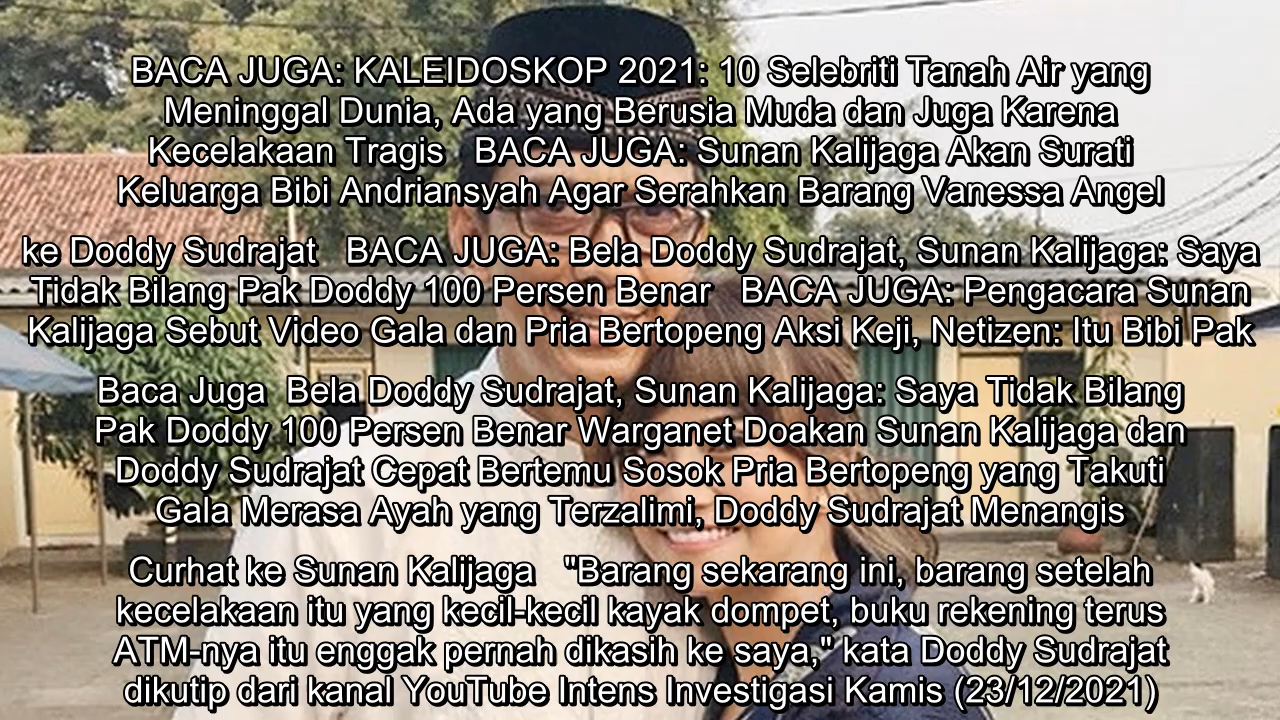 BACA JUGA: KALEIDOSKOP 2021: 10 Selebriti Tanah Air yang
Meninggal Dunia, Ada yang Berusia Muda dan Juga Karena
Kecelakaan Tragis   BACA JUGA: Sunan Kalijaga Akan Surati
Keluarga Bibi Andriansyah Agar Serahkan Barang Vanessa Angel
ke Doddy Sudrajat   BACA JUGA: Bela Doddy Sudrajat, Sunan Kalijaga: Saya
Tidak Bilang Pak Doddy 100 Persen Benar   BACA JUGA: Pengacara Sunan
Kalijaga Sebut Video Gala dan Pria Bertopeng Aksi Keji, Netizen: Itu Bibi Pak
Baca Juga  Bela Doddy Sudrajat, Sunan Kalijaga: Saya Tidak Bilang
Pak Doddy 100 Persen Benar Warganet Doakan Sunan Kalijaga dan
Doddy Sudrajat Cepat Bertemu Sosok Pria Bertopeng yang Takuti
Gala Merasa Ayah yang Terzalimi, Doddy Sudrajat Menangis
Curhat ke Sunan Kalijaga   "Barang sekarang ini, barang setelah
kecelakaan itu yang kecil-kecil kayak dompet, buku rekening terus
ATM-nya itu enggak pernah dikasih ke saya," kata Doddy Sudrajat
dikutip dari kanal YouTube Intens Investigasi Kamis (23/12/2021)